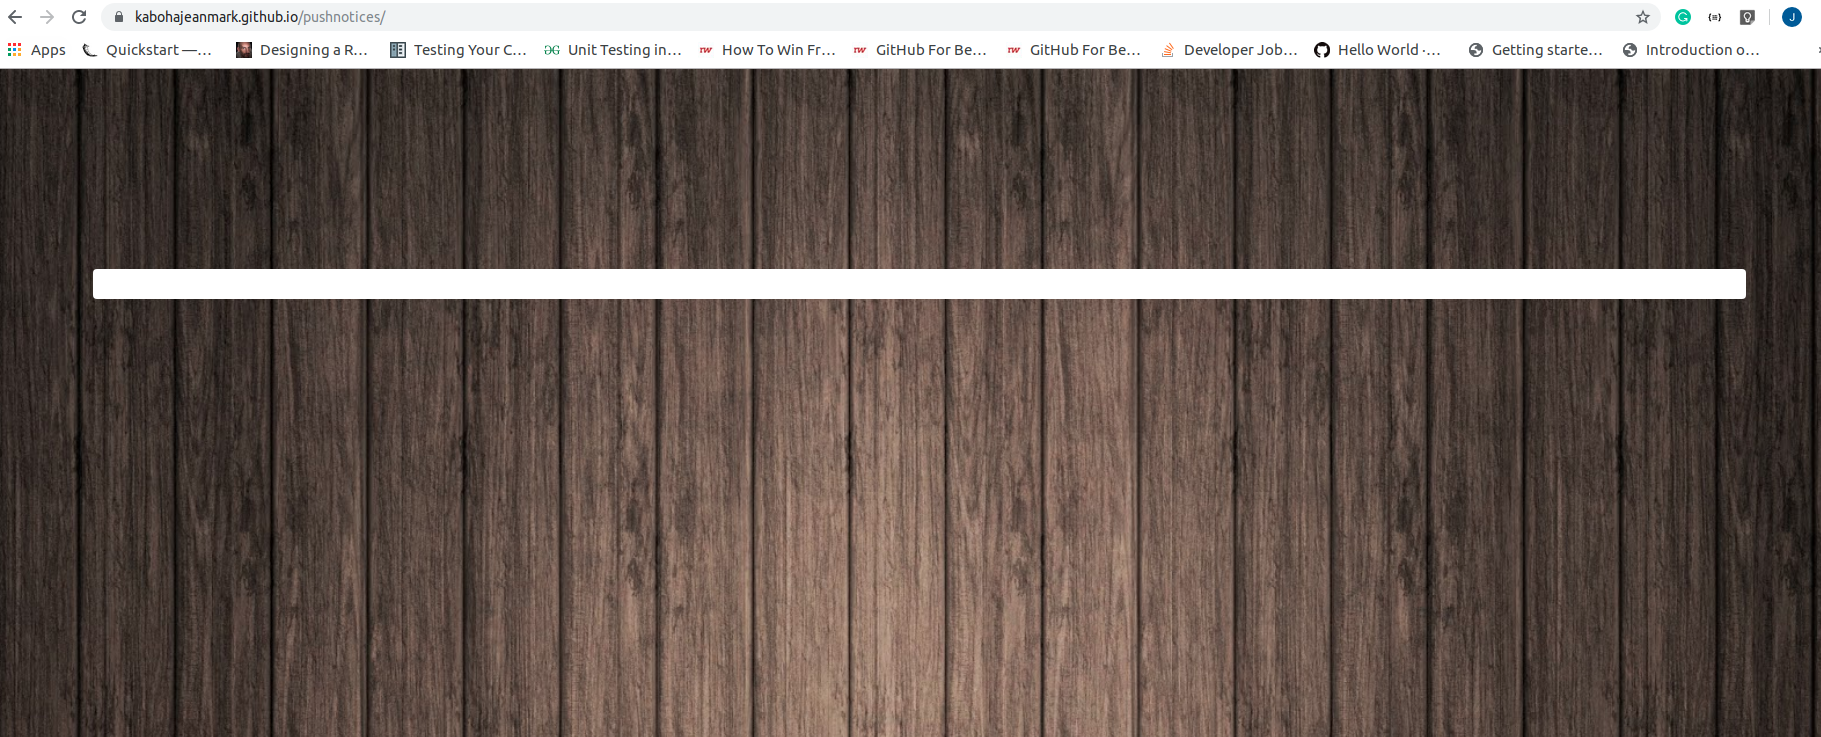 kabohajeanmark.github.io/pushnotices/
J
Apps Quickstart —... Designing a R... Testing Your C... Unit Testing in... How To Win Fr... GitHub For Be... GitHub For Be... Developer Job... Hello World ·... Getting starte... Introduction o...